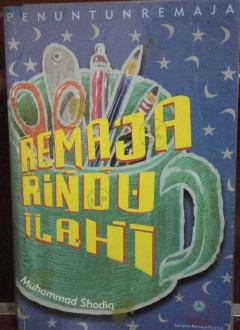 PENUNTUN REMAJA
REMAJA
RINDU
ILAHI
Muhammad Shodiq